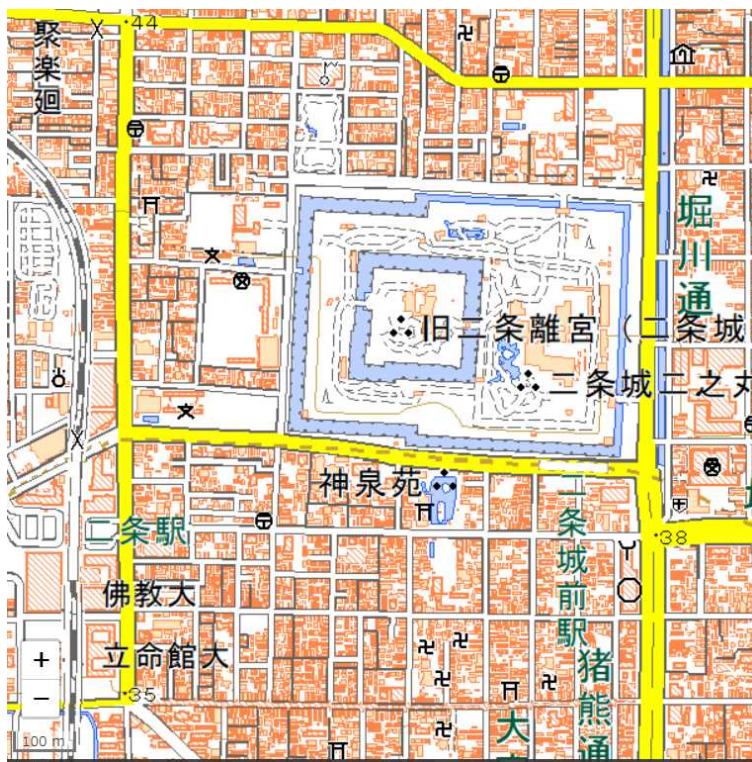 ・44
聚楽廻
堀川通
旧二条離宮（二条城
二条城二之丸
神泉苑
二条城前駅
・38
二条駅
佛教大
立命館大
・35
猪熊通
大
+
−
100 m